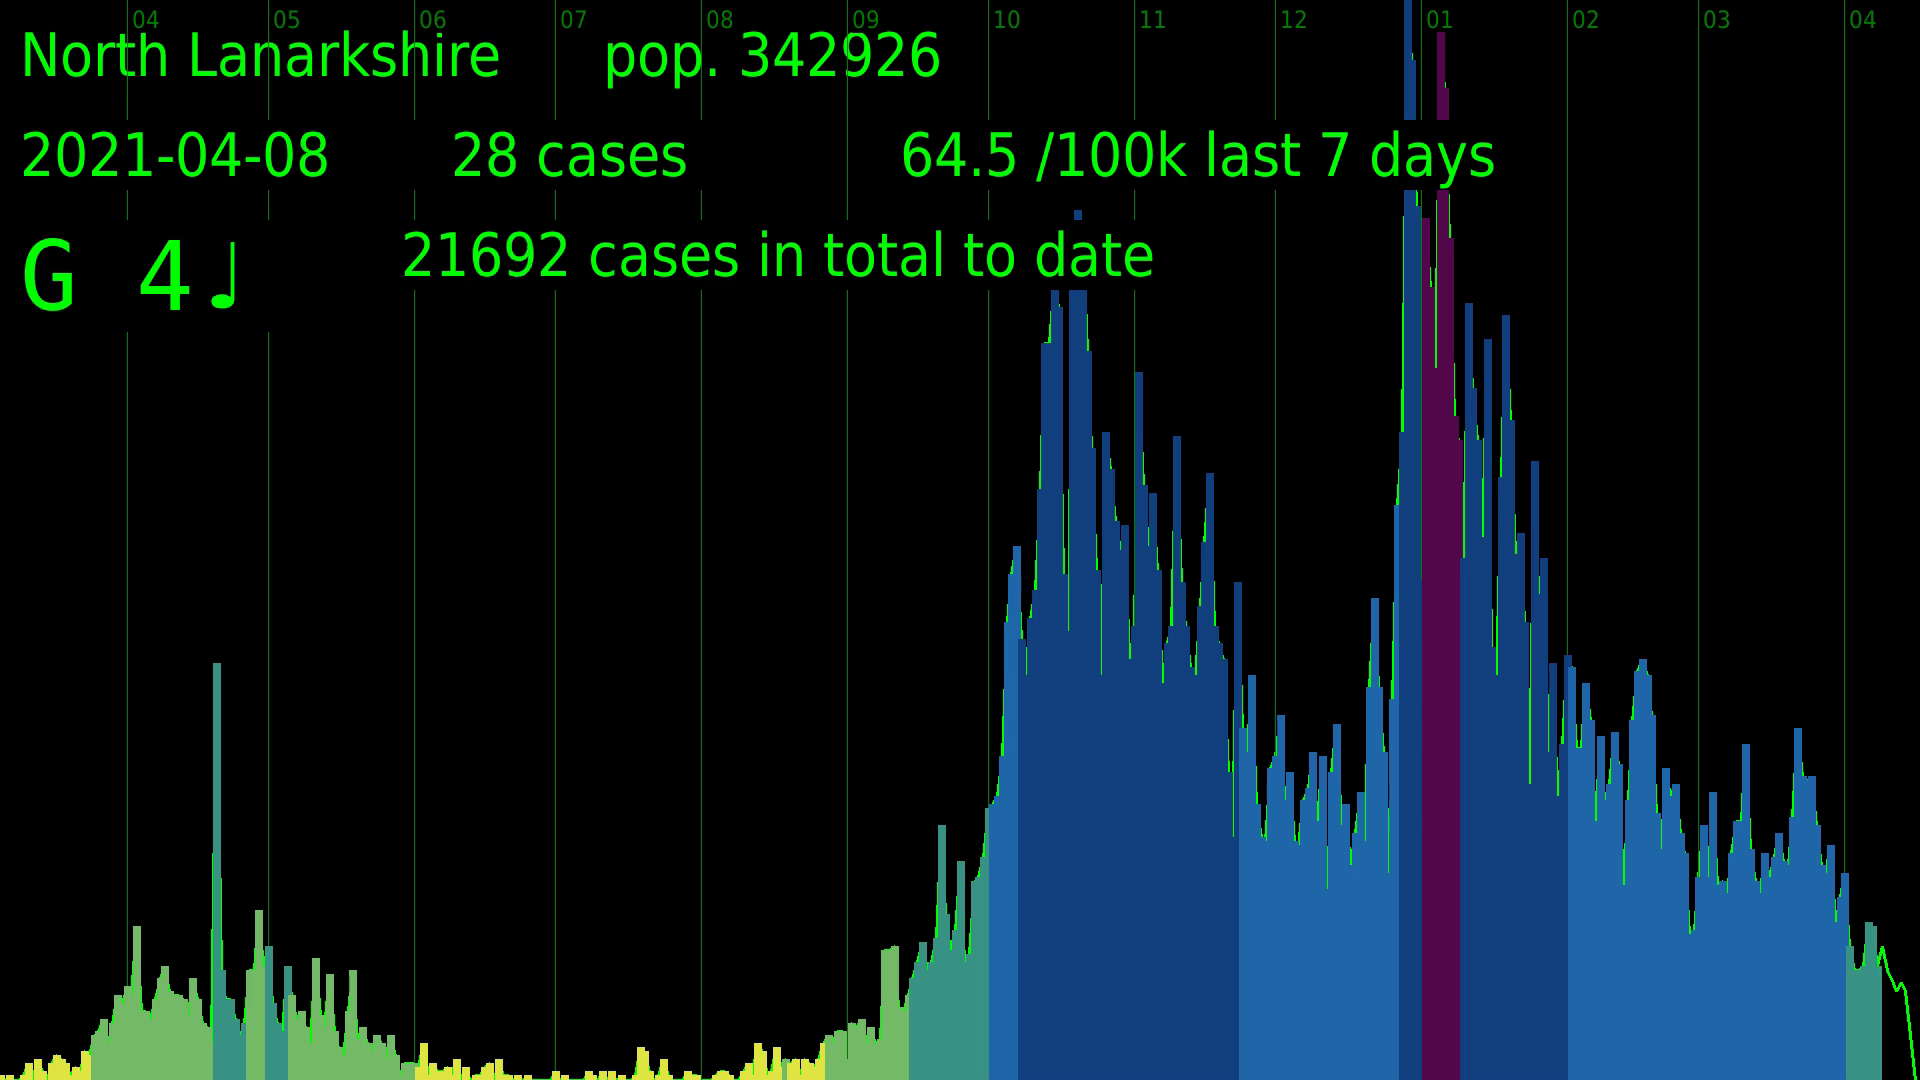 04 05 06 07 08 09 10 11 12 01 02 03 04
North Lanarkshire pop. 342926
2021-04-08 28 cases 64.5 /100k last 7 days
G 4♩ 21692 cases in total to date